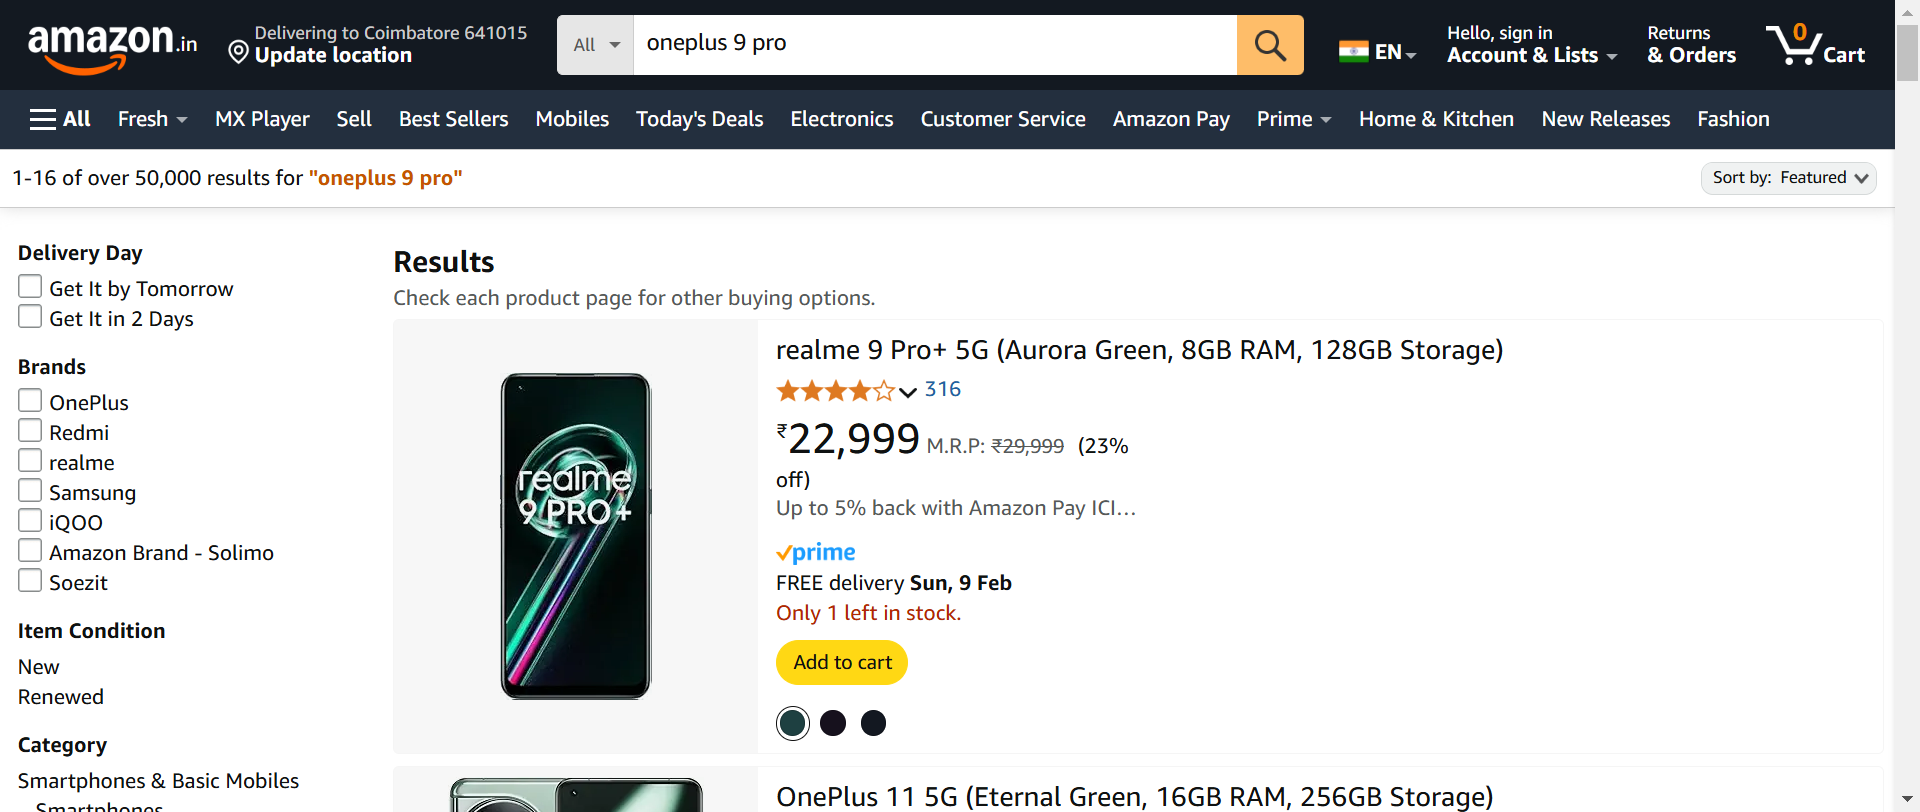 amazon.in
Delivering to Coimbatore 641015
Update location
All
oneplus 9 pro
EN
Hello, sign in
Account & Lists
Returns
& Orders
0
Cart
All
Fresh
MX Player
Sell
Best Sellers
Mobiles
Today's Deals
Electronics
Customer Service
Amazon Pay
Prime
Home & Kitchen
New Releases
Fashion
1-16 of over 50,000 results for "oneplus 9 pro"
Sort by: Featured
Delivery Day
Get It by Tomorrow
Get It in 2 Days
Brands
OnePlus
Redmi
realme
Samsung
iQOO
Amazon Brand - Solimo
Soezit
Item Condition
New
Renewed
Category
Smartphones & Basic Mobiles
Smartphones
Results
Check each product page for other buying options.
realme
9 PRO+
realme 9 Pro+ 5G (Aurora Green, 8GB RAM, 128GB Storage)
316
₹22,999 M.R.P: ₹29,999 (23%
off)
Up to 5% back with Amazon Pay ICI…
prime
FREE delivery Sun, 9 Feb
Only 1 left in stock.
Add to cart
OnePlus 11 5G (Eternal Green, 16GB RAM, 256GB Storage)